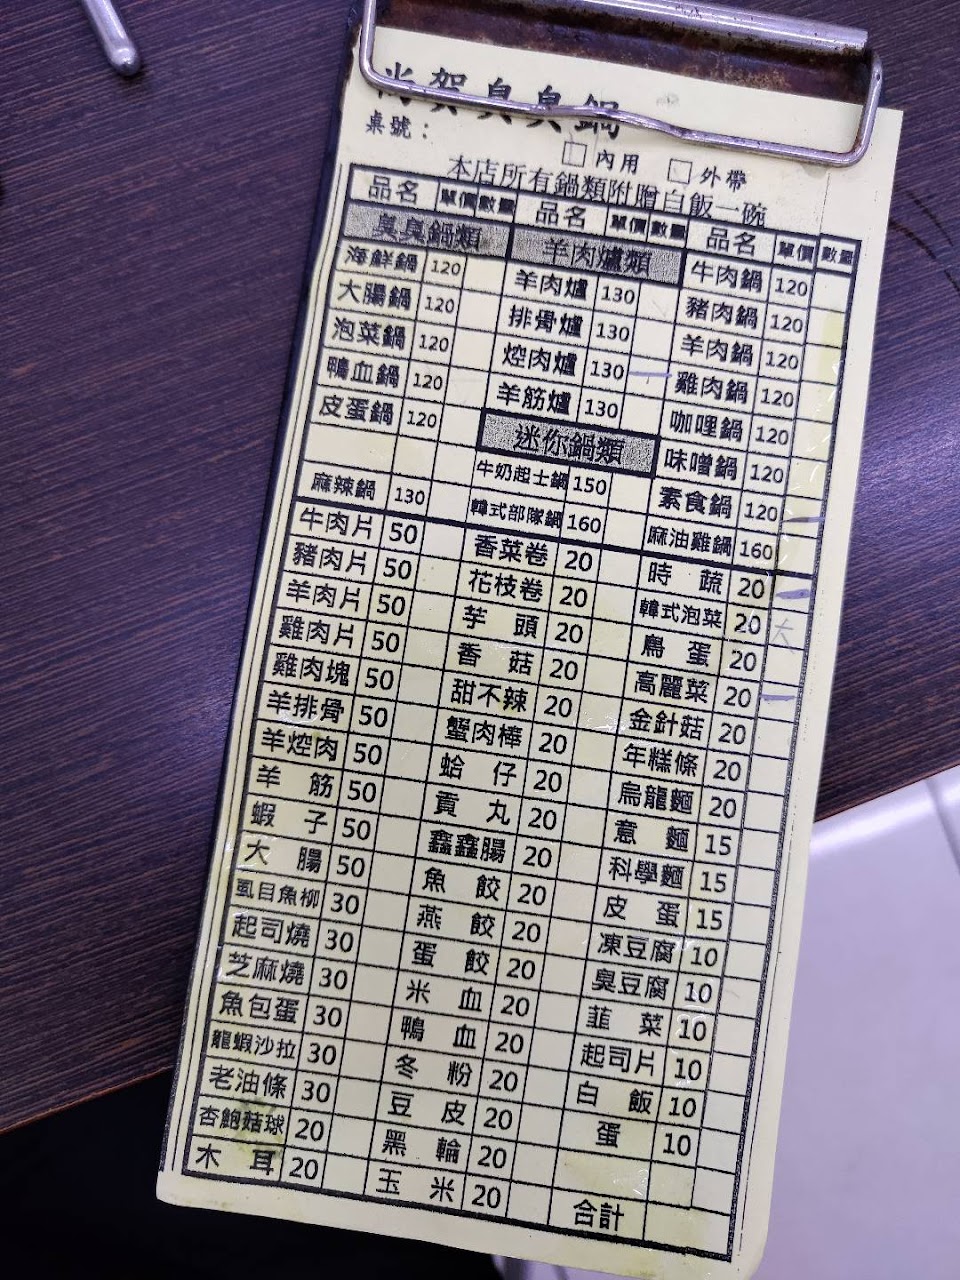 尚賀臭臭鍋
桌號：
□ 內用 □ 外帶
本店所有鍋類附贈白飯一碗
品名 單價 數量 品名 單價 數量 品名 單價 數量
臭臭鍋類 羊肉爐類 牛肉鍋 120
海鮮鍋 120 羊肉爐 130 豬肉鍋 120
大腸鍋 120 排骨爐 130 羊肉鍋 120
泡菜鍋 120 焢肉爐 130 雞肉鍋 120
鴨血鍋 120 羊筋爐 130 咖哩鍋 120
皮蛋鍋 120 迷你鍋類 味噌鍋 120
牛奶起士鍋 150 素食鍋 120
麻辣鍋 130 韓式部隊鍋 160 麻油雞鍋 160
牛肉片 50 香菜卷 20 時蔬 20
豬肉片 50 花枝卷 20 韓式泡菜 20
羊肉片 50 芋頭 20 鳥蛋 20
雞肉片 50 香菇 20 高麗菜 20
雞肉塊 50 甜不辣 20 金針菇 20
羊排骨 50 蟹肉棒 20 年糕條 20
羊焢肉 50 蛤仔 20 烏龍麵 20
羊筋 50 貢丸 20 意麵 15
蝦子 50 鑫鑫腸 20 科學麵 15
大腸 50 魚餃 20 皮蛋 15
虱目魚柳 30 燕餃 20 凍豆腐 10
起司燒 30 蛋餃 20 臭豆腐 10
芝麻燒 30 米血 20 韮菜 10
魚包蛋 30 鴨血 20 起司片 10
龍蝦沙拉 30 冬粉 20 白飯 10
老油條 30 豆皮 20 蛋 10
杏鮑菇球 20 黑輪 20
木耳 20 玉米 20 合計